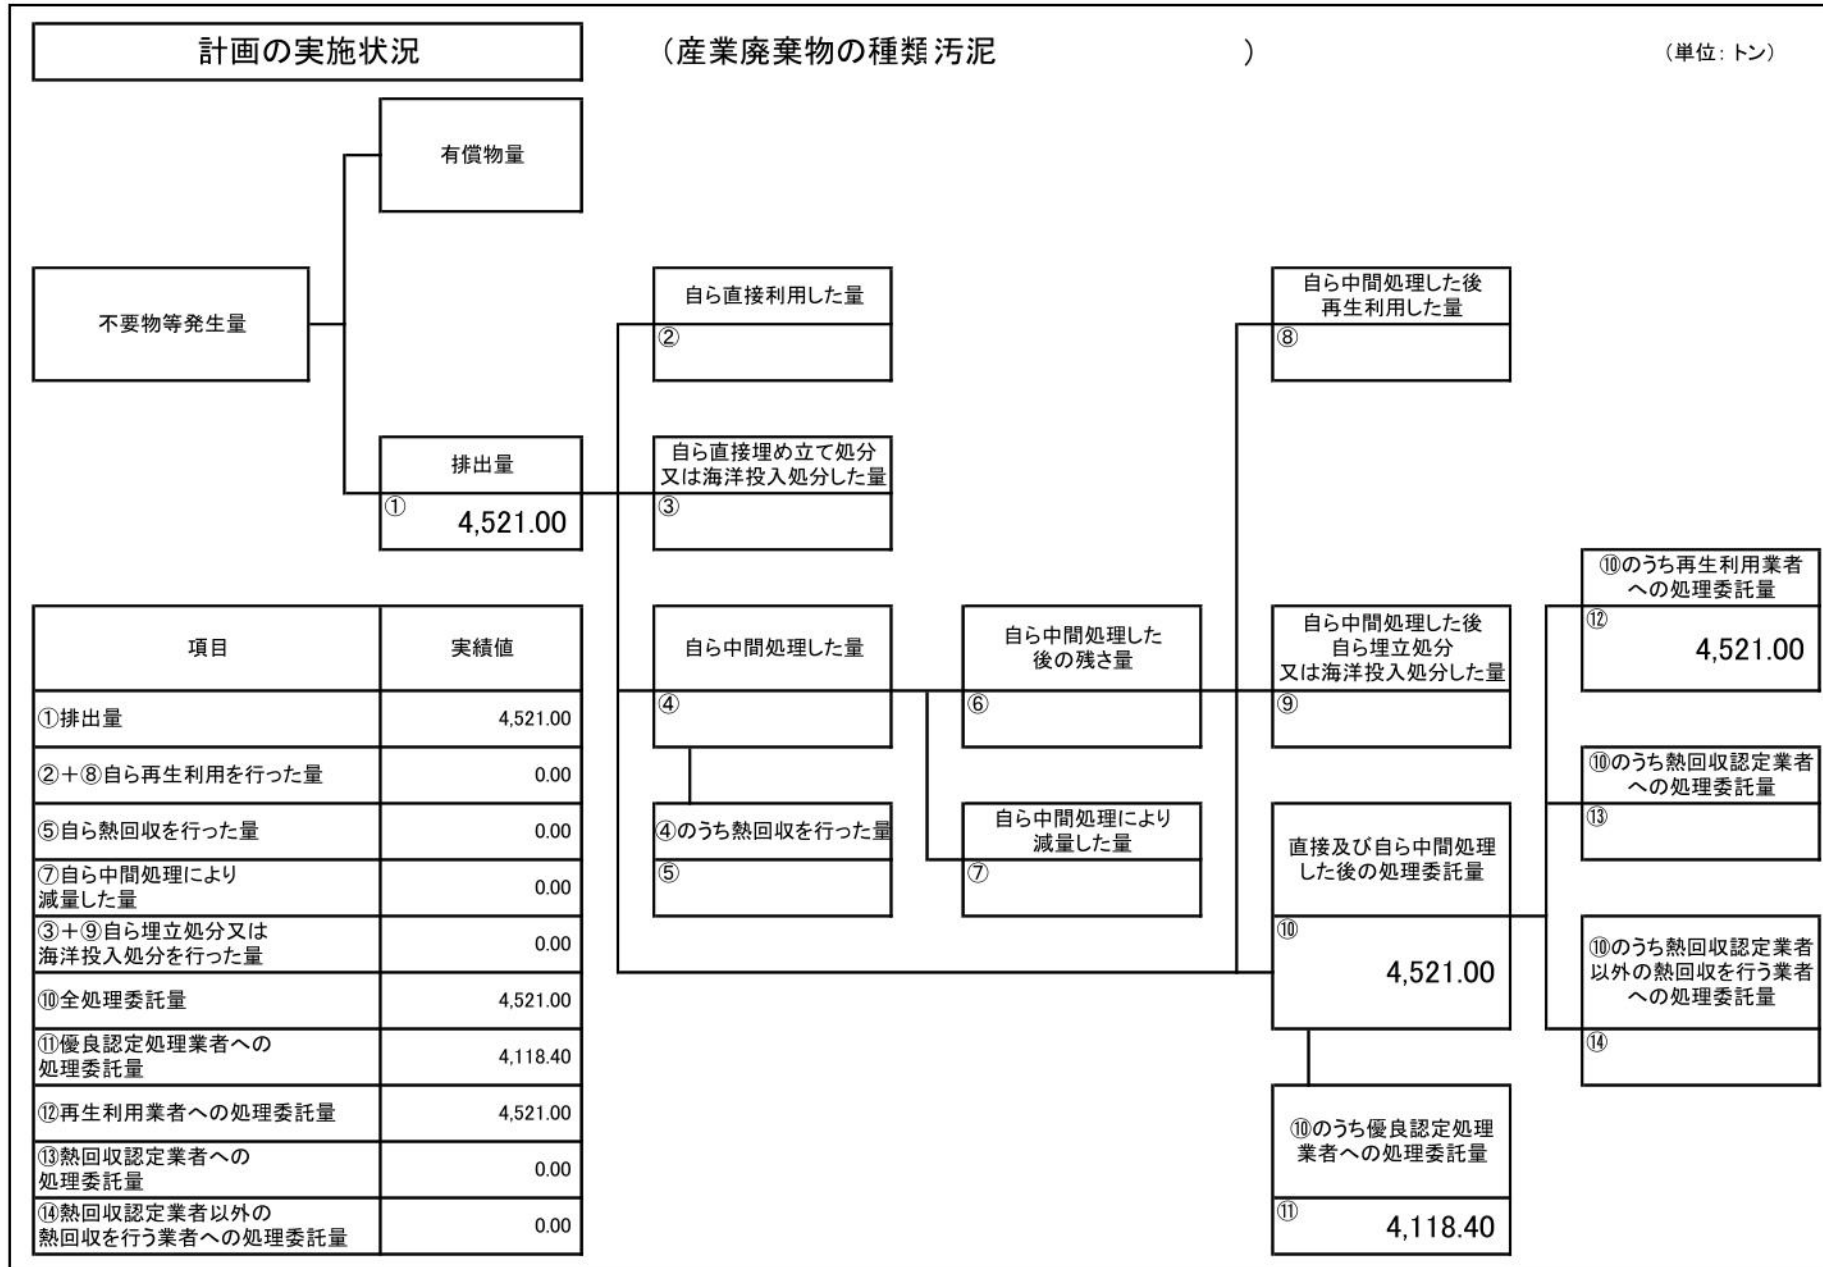 計画の実施状況
（産業廃棄物の種類 汚泥　　　　　　　　）
（単位：トン）
有償物量
不要物等発生量
自ら直接利用した量
②
自ら中間処理した後
再生利用した量
⑧
排出量
① 4,521.00
自ら直接埋め立て処分
又は海洋投入処分した量
③
⑩のうち再生利用業者
への処理委託量
⑫ 4,521.00
自ら中間処理した量
④
自ら中間処理した
後の残さ量
⑥
自ら中間処理した後
自ら埋立処分
又は海洋投入処分した量
⑨
⑩のうち熱回収認定業者
への処理委託量
⑬
④のうち熱回収を行った量
⑤
自ら中間処理により
減量した量
⑦
直接及び自ら中間処理
した後の処理委託量
⑩ 4,521.00
⑩のうち熱回収認定業者
以外の熱回収を行う業者
への処理委託量
⑭
⑩のうち優良認定処理
業者への処理委託量
⑪ 4,118.40
項目 実績値
①排出量 4,521.00
②＋⑧自ら再生利用を行った量 0.00
⑤自ら熱回収を行った量 0.00
⑦自ら中間処理により
減量した量 0.00
③＋⑨自ら埋立処分又は
海洋投入処分を行った量 0.00
⑩全処理委託量 4,521.00
⑪優良認定処理業者への
処理委託量 4,118.40
⑫再生利用業者への処理委託量 4,521.00
⑬熱回収認定業者への
処理委託量 0.00
⑭熱回収認定業者以外の
熱回収を行う業者への処理委託量 0.00